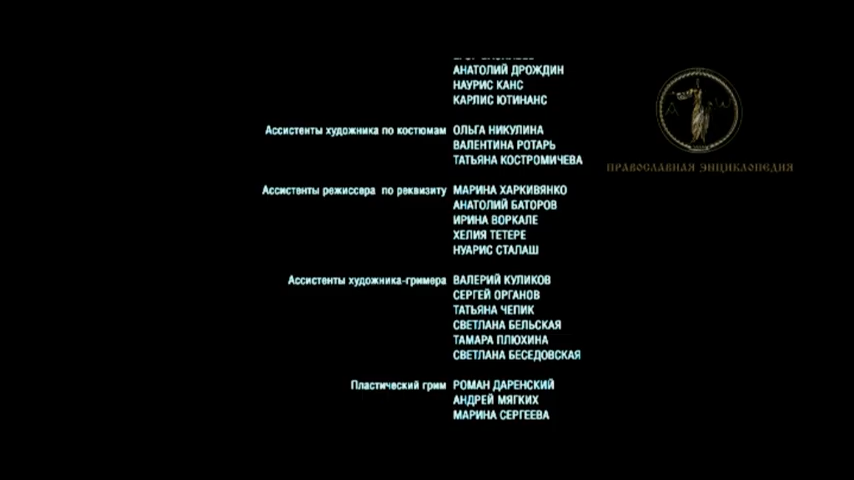 АНАТОЛИЙ ДРОЖДИН
НАУРИС КАНС
КАРЛИС ЮТИНАНС
Ассистенты художника по костюмам ОЛЬГА НИКУЛИНА
ВАЛЕНТИНА РОТАРЬ
ТАТЬЯНА КОСТРОМИЧЕВА
Ассистенты режиссера по реквизиту МАРИНА ХАРКИВЯНКО
АНАТОЛИЙ БАТОРОВ
ИРИНА ВОРКАЛЕ
ХЕЛИЯ ТЕТЕРЕ
НУАРИС СТАЛАШ
Ассистенты художника-гримера ВАЛЕРИЙ КУЛИКОВ
СЕРГЕЙ ОРГАНОВ
ТАТЬЯНА ЧЕПИК
СВЕТЛАНА БЕЛЬСКАЯ
ТАМАРА ПЛЮХИНА
СВЕТЛАНА БЕСЕДОВСКАЯ
Пластический грим РОМАН ДАРЕНСКИЙ
АНДРЕЙ МЯГКИХ
МАРИНА СЕРГЕЕВА
ПРАВОСЛАВНАЯ ЭНЦИКЛОПЕДИЯ